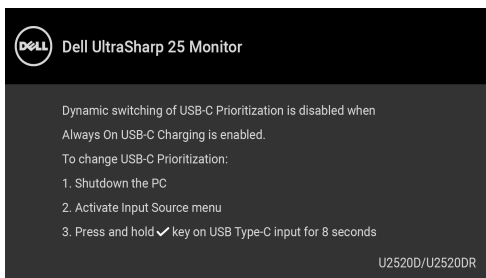 DELL
Dell UltraSharp 25 Monitor
Dynamic switching of USB-C Prioritization is disabled when
Always On USB-C Charging is enabled.
To change USB-C Prioritization:
1. Shutdown the PC
2. Activate Input Source menu
3. Press and hold ✓ key on USB Type-C input for 8 seconds
U2520D/U2520DR